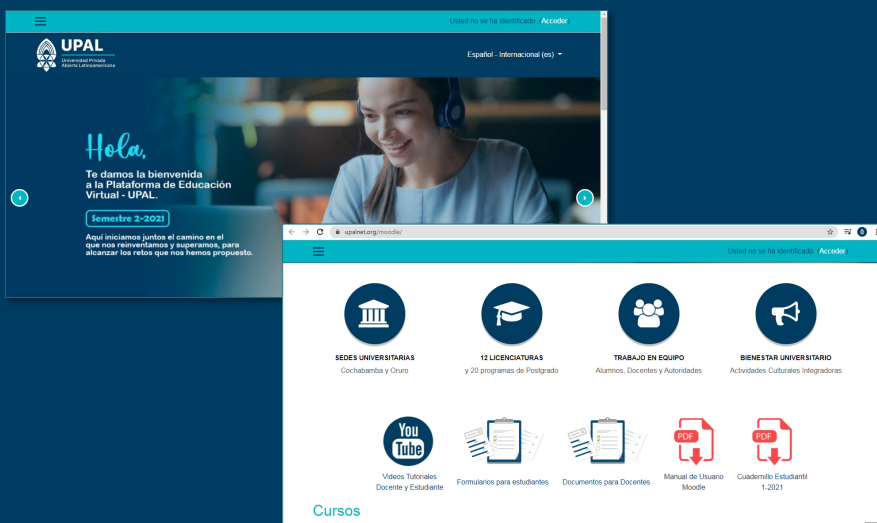 Usted no se ha identificado. (Acceder)
UPAL
Universidad Privada
Abierta Latinoamericana
Español - Internacional (es)
Hola,
Te damos la bienvenida
a la Plataforma de Educación
Virtual - UPAL.
Semestre 2-2021
Aquí iniciamos juntos el camino en el
que nos reinventamos y superamos, para
alcanzar los retos que nos hemos propuesto.
upalnet.org/moodle/
Usted no se ha identificado. (Acceder)
SEDES UNIVERSITARIAS
Cochabamba y Oruro
12 LICENCIATURAS
y 20 programas de Postgrado
TRABAJO EN EQUIPO
Alumnos, Docentes y Autoridades
BIENESTAR UNIVERSITARIO
Actividades Culturales Integradoras
You
Tube
Videos Tutoriales
Docente y Estudiante
Formularios para estudiantes
Documentos para Docentes
PDF
Manual de Usuario
Moodle
PDF
Cuadernillo Estudiantil
1-2021
Cursos